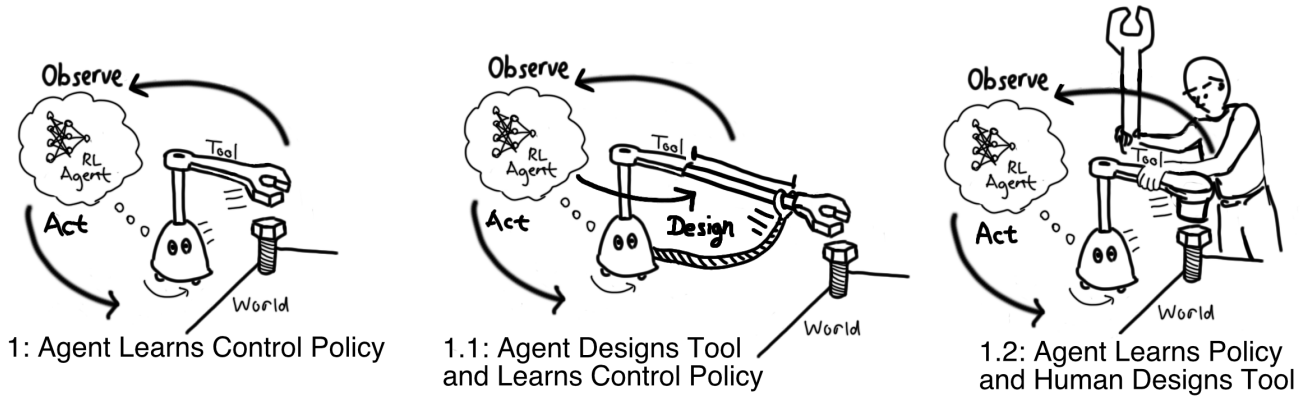 Observe
RL
Agent
Tool
Act
World
1: Agent Learns Control Policy
Observe
RL
Agent
Tool
Act
Design
World
1.1: Agent Designs Tool
and Learns Control Policy
Observe
RL
Agent
Tool
Act
World
1.2: Agent Learns Policy
and Human Designs Tool